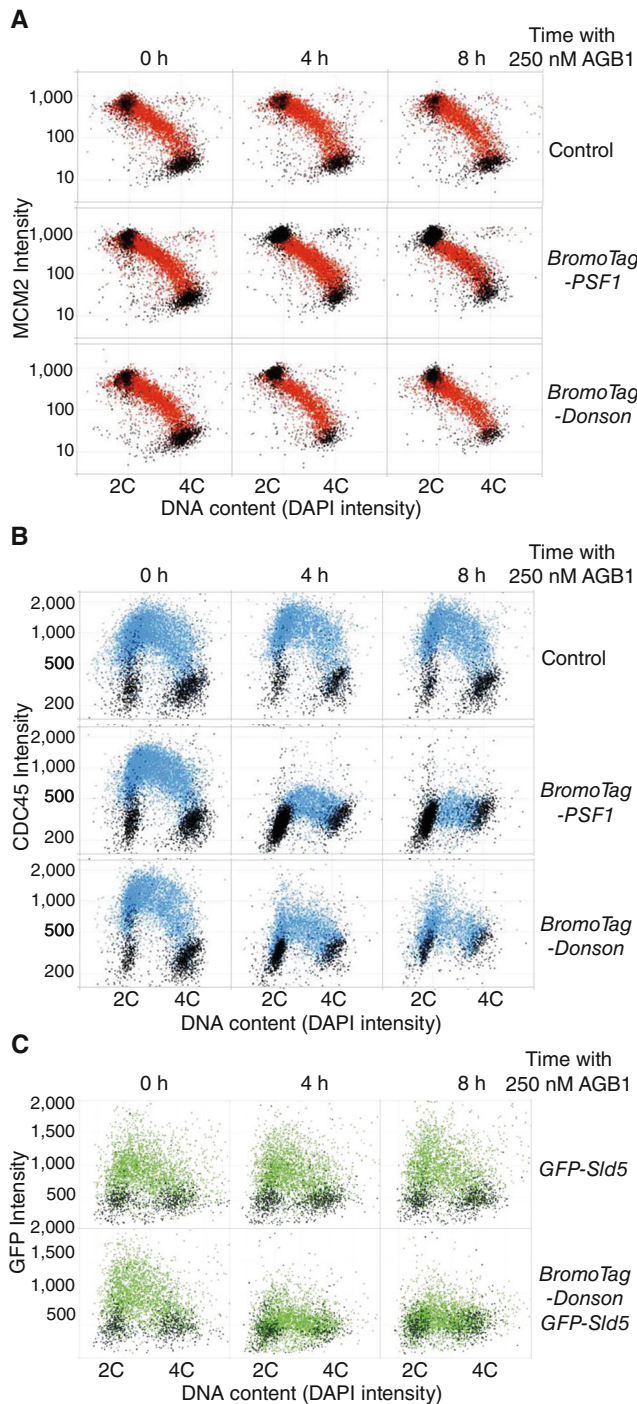 A
Time with
0 h 4 h 8 h 250 nM AGB1
1,000
100
10
Control
MCM2 Intensity
1,000
100
10
BromoTag
-PSF1
1,000
100
10
BromoTag
-Donson
2C 4C 2C 4C 2C 4C
DNA content (DAPI intensity)
B
Time with
0 h 4 h 8 h 250 nM AGB1
2,000
1,000
500
200
Control
CDC45 Intensity
2,000
1,000
500
200
BromoTag
-PSF1
2,000
1,000
500
200
BromoTag
-Donson
2C 4C 2C 4C 2C 4C
DNA content (DAPI intensity)
C
Time with
0 h 4 h 8 h 250 nM AGB1
2,000
1,500
1,000
500
GFP-Sld5
GFP Intensity
2,000
1,500
1,000
500
BromoTag
-Donson
GFP-Sld5
2C 4C 2C 4C 2C 4C
DNA content (DAPI intensity)